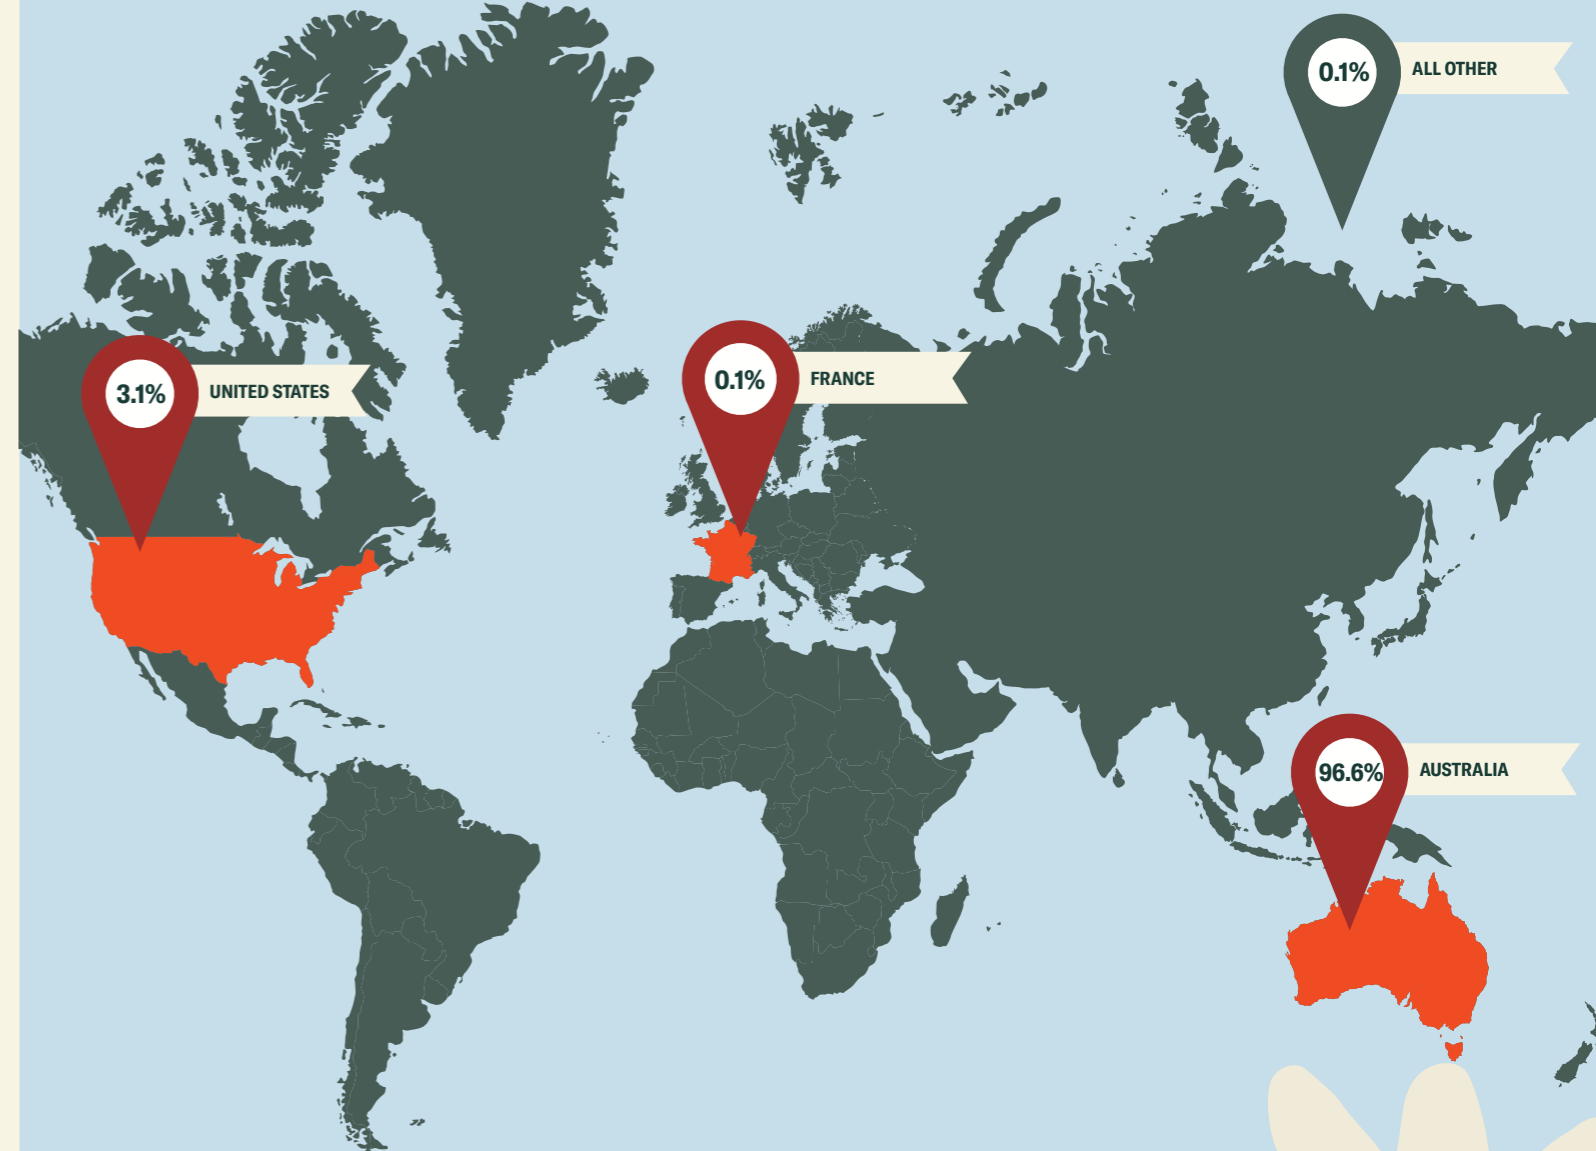 0.1%
ALL OTHER
3.1%
UNITED STATES
0.1%
FRANCE
96.6%
AUSTRALIA